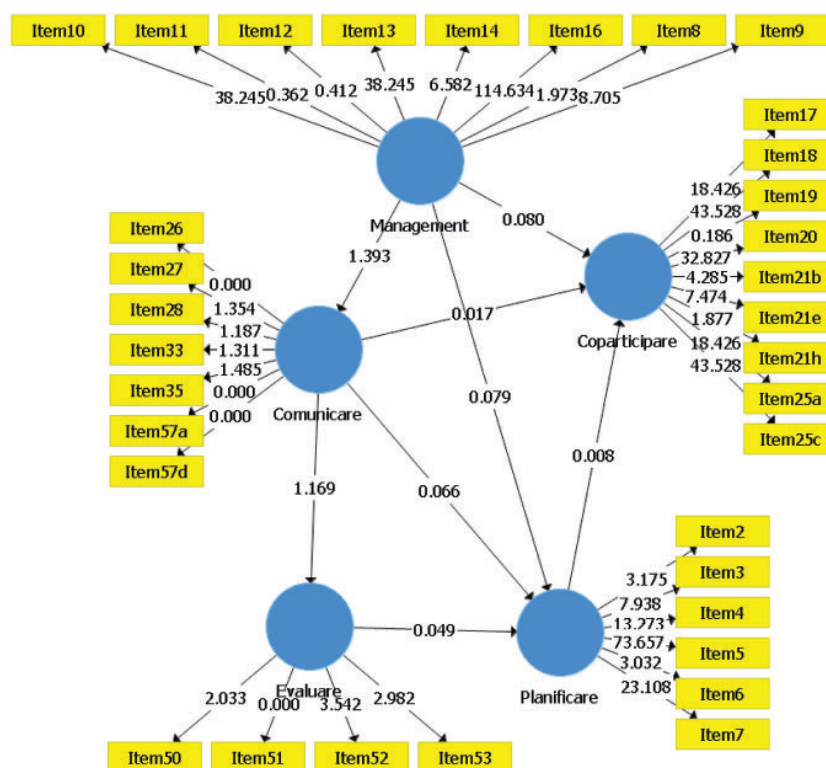 Item10 Item11 Item12 Item13 Item14 Item16 Item8 Item9
38.245 0.362 0.412 38.245 6.582 114.634 1.973 8.705
Management
Item17
Item18
Item19
Item20
Item21b
Item21e
Item21h
Item25a
Item25c
18.426
43.528
0.186
32.827
4.285
7.474
1.877
18.426
43.528
Coparticipare
0.080
1.393
0.017
0.079
0.008
Item26
Item27
Item28
Item33
Item35
Item57a
Item57d
0.000
1.354
1.187
1.311
1.485
0.000
0.000
Comunicare
1.169
0.066
0.049
Evaluare
2.033 0.000 3.542 2.982
Item50 Item51 Item52 Item53
Planificare
3.175
7.938
13.273
73.657
3.032
23.108
Item2
Item3
Item4
Item5
Item6
Item7